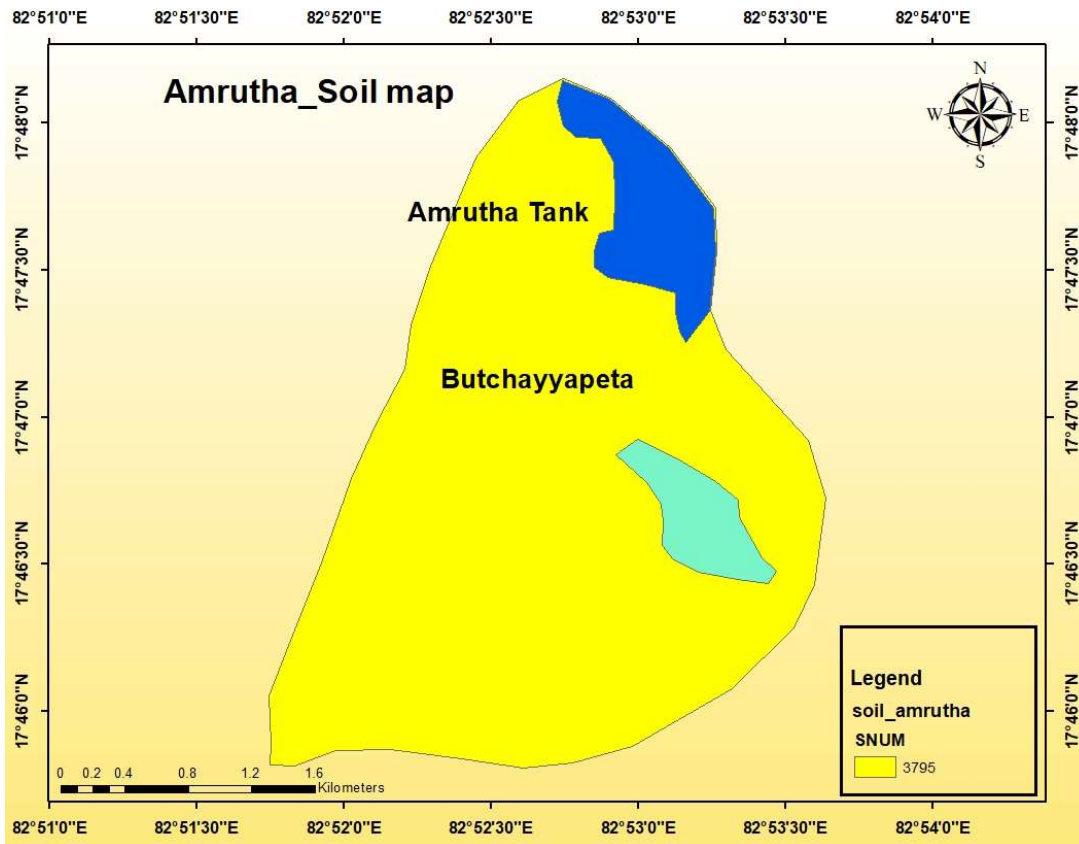 82°51'0"E 82°51'30"E 82°52'0"E 82°52'30"E 82°53'0"E 82°53'30"E 82°54'0"E
Amrutha_Soil map
N
W E
S
17°48'0"N 17°48'0"N
Amrutha Tank
17°47'30"N 17°47'30"N
Butchayyapeta
17°47'0"N 17°47'0"N
17°46'30"N 17°46'30"N
Legend
soil_amrutha
SNUM
3795
17°46'0"N 17°46'0"N
0 0.2 0.4 0.8 1.2 1.6
Kilometers
82°51'0"E 82°51'30"E 82°52'0"E 82°52'30"E 82°53'0"E 82°53'30"E 82°54'0"E